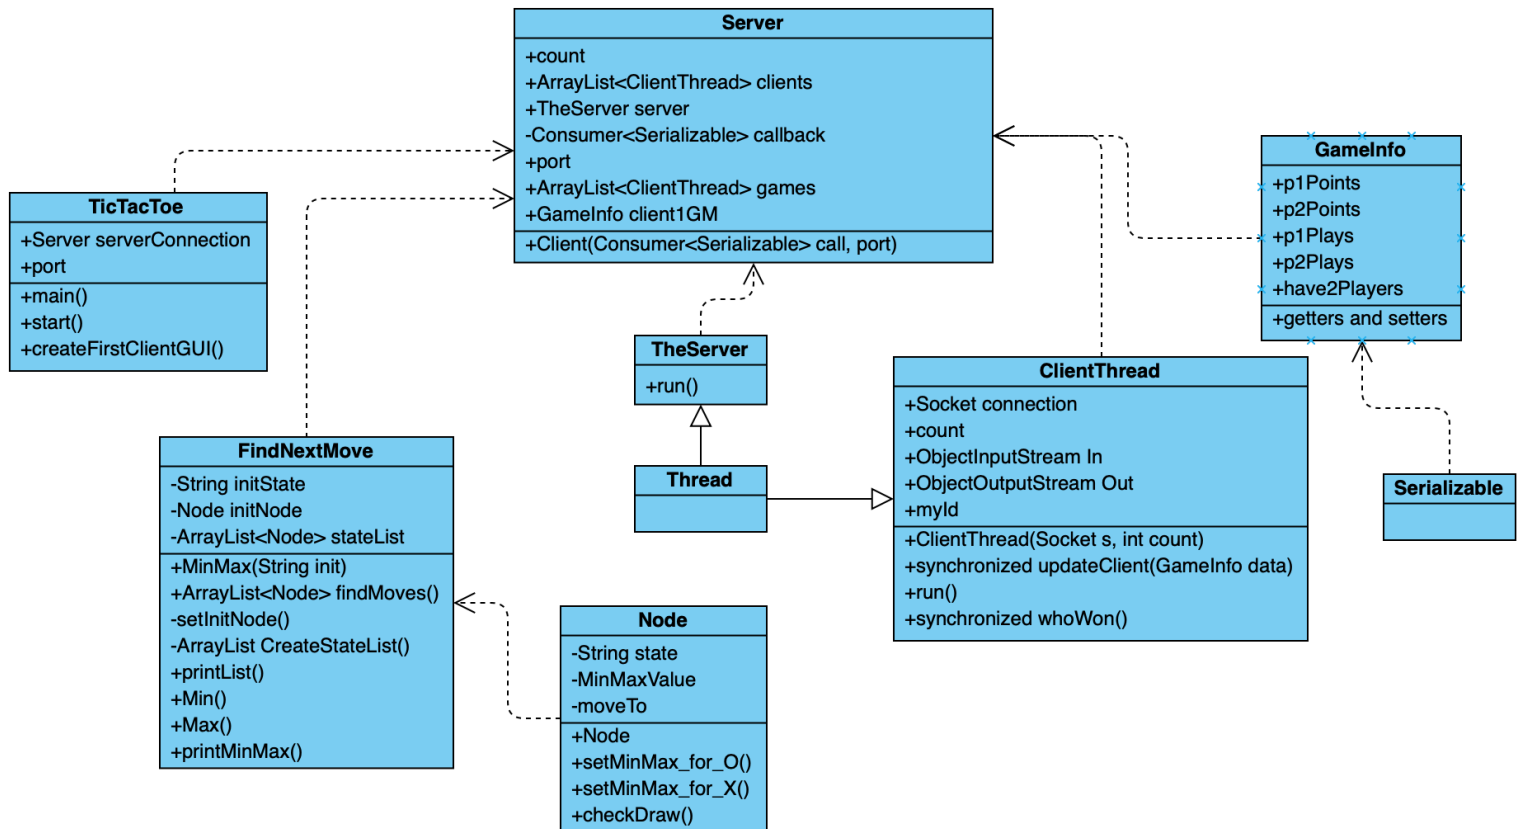 Server
+count
+ArrayList<ClientThread> clients
+TheServer server
-Consumer<Serializable> callback
+port
+ArrayList<ClientThread> games
+GameInfo client1GM
+Client(Consumer<Serializable> call, port)
TicTacToe
+Server serverConnection
+port
+main()
+start()
+createFirstClientGUI()
GameInfo
+p1Points
+p2Points
+p1Plays
+p2Plays
+have2Players
+getters and setters
TheServer
+run()
ClientThread
+Socket connection
+count
+ObjectInputStream In
+ObjectOutputStream Out
+myId
+ClientThread(Socket s, int count)
+synchronized updateClient(GameInfo data)
+run()
+synchronized whoWon()
FindNextMove
-String initState
-Node initNode
-ArrayList<Node> stateList
+MinMax(String init)
+ArrayList<Node> findMoves()
-setInitNode()
-ArrayList CreateStateList()
+printList()
+Min()
+Max()
+printMinMax()
Thread
Serializable
Node
-String state
-MinMaxValue
-moveTo
+Node
+setMinMax_for_O()
+setMinMax_for_X()
+checkDraw()